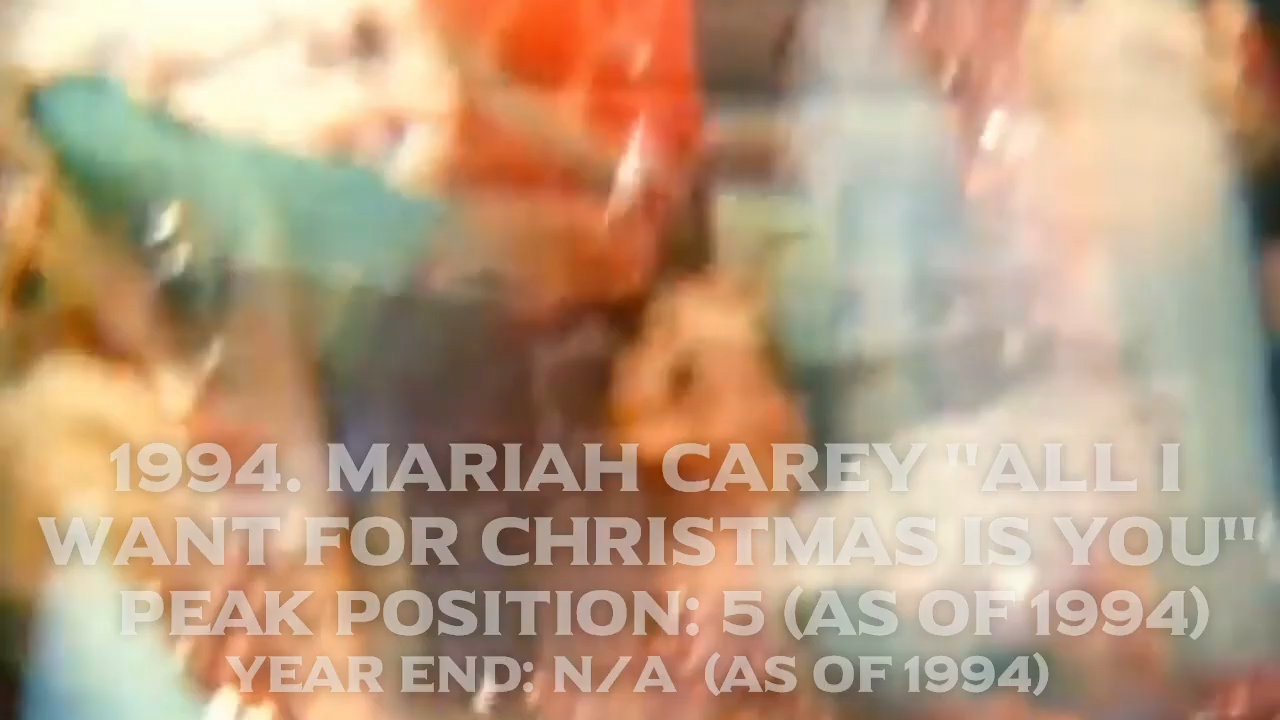 1994. MARIAH CAREY "ALL I
WANT FOR CHRISTMAS IS YOU"
PEAK POSITION: 5 (AS OF 1994)
YEAR END: N/A (AS OF 1994)